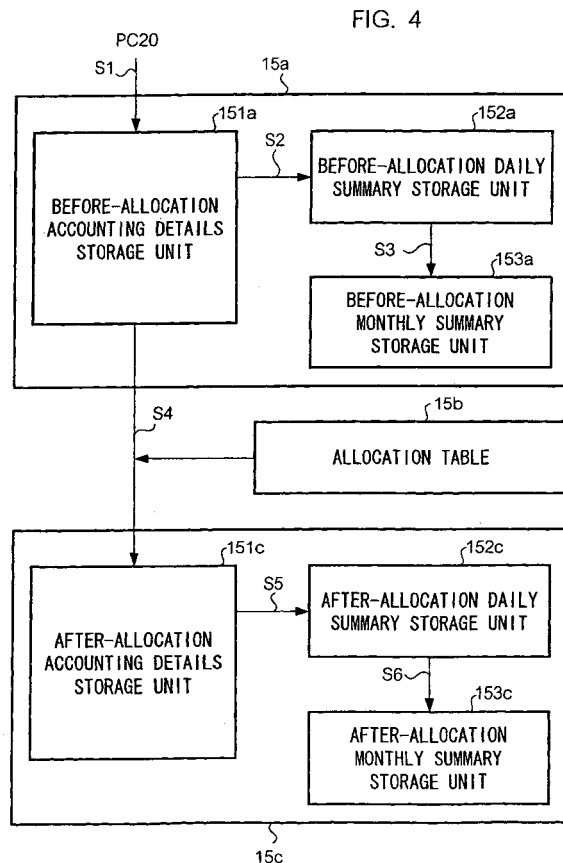 FIG. 4
PC20
S1
15a
151a
BEFORE-ALLOCATION
ACCOUNTING DETAILS
STORAGE UNIT
S2
152a
BEFORE-ALLOCATION DAILY
SUMMARY STORAGE UNIT
S3
153a
BEFORE-ALLOCATION
MONTHLY SUMMARY
STORAGE UNIT
S4
15b
ALLOCATION TABLE
151c
AFTER-ALLOCATION
ACCOUNTING DETAILS
STORAGE UNIT
S5
152c
AFTER-ALLOCATION DAILY
SUMMARY STORAGE UNIT
S6
153c
AFTER-ALLOCATION
MONTHLY SUMMARY
STORAGE UNIT
15c